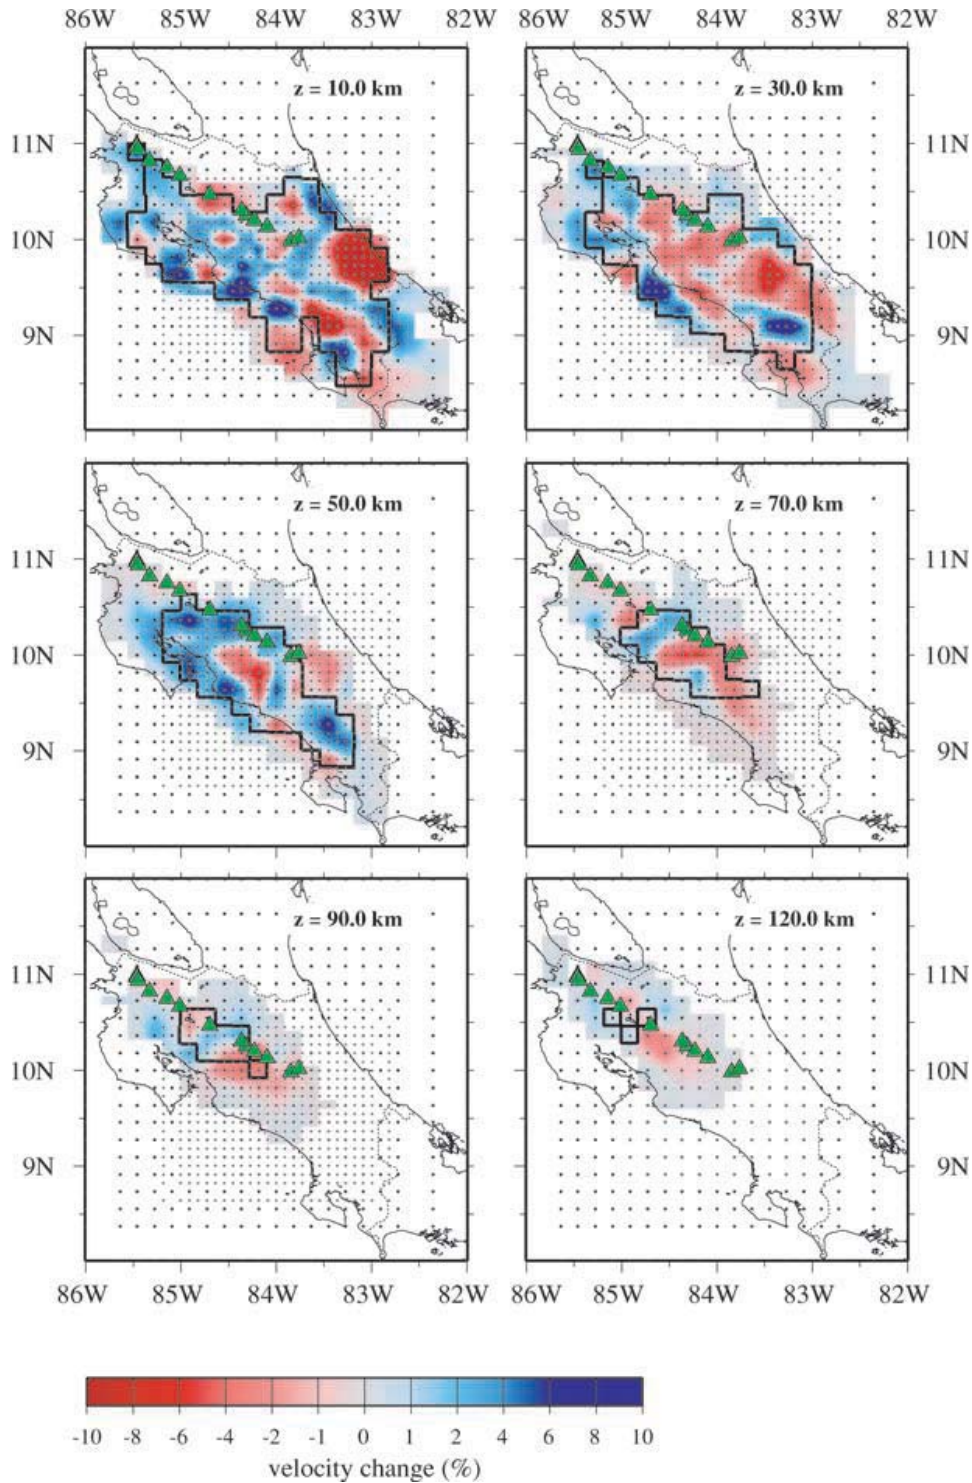 86W 85W 84W 83W 82W 86W 85W 84W 83W 82W
z = 10.0 km z = 30.0 km
11N 11N
10N 10N
9N 9N
z = 50.0 km z = 70.0 km
11N 11N
10N 10N
9N 9N
z = 90.0 km z = 120.0 km
11N 11N
10N 10N
9N 9N
86W 85W 84W 83W 82W 86W 85W 84W 83W 82W
-10 -8 -6 -4 -2 -1 0 1 2 4 6 8 10
velocity change (%)